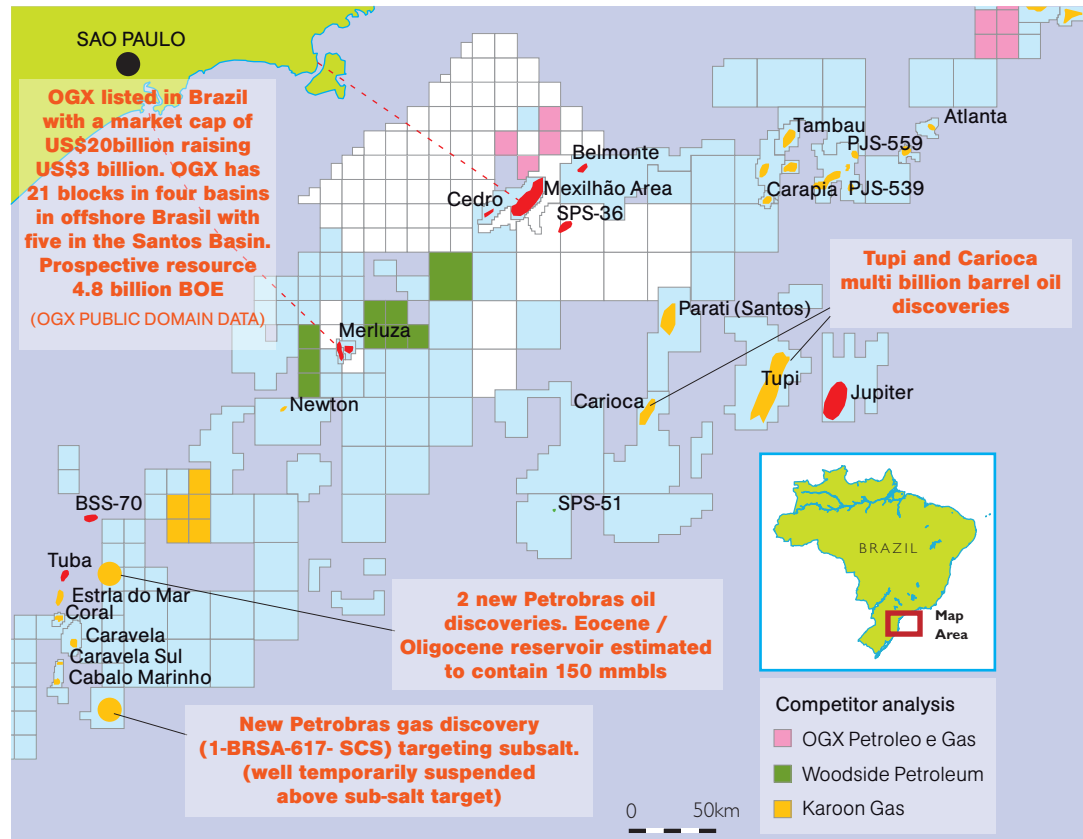 SAO PAULO
OGX listed in Brazil
with a market cap of
US$20billion raising
US$3 billion. OGX has
21 blocks in four basins
in offshore Brasil with
five in the Santos Basin.
Prospective resource
4.8 billion BOE
(OGX PUBLIC DOMAIN DATA)
Belmonte
Mexilhão Area
Cedro
SPS-36
Tambau
Atlanta
PJS-559
Carapia
PJS-539
Tupi and Carioca
multi billion barrel oil
discoveries
Parati (Santos)
Merluza
Tupi
Jupiter
Newton
Carioca
BSS-70
SPS-51
Tuba
Estrla do Mar
Coral
Caravela
Caravela Sul
Cabalo Marinho
2 new Petrobras oil
discoveries. Eocene /
Oligocene reservoir estimated
to contain 150 mmbls
New Petrobras gas discovery
(1-BRSA-617- SCS) targeting subsalt.
(well temporarily suspended
above sub-salt target)
BRAZIL
Map
Area
Competitor analysis
OGX Petroleo e Gas
Woodside Petroleum
Karoon Gas
0 50km